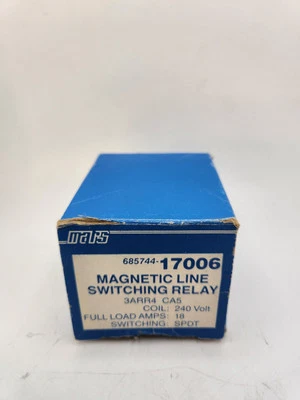 mars
685744-17006
MAGNETIC LINE
SWITCHING RELAY
3ARR4 CA5
COIL: 240 Volt
FULL LOAD AMPS: 18
SWITCHING: SPDT